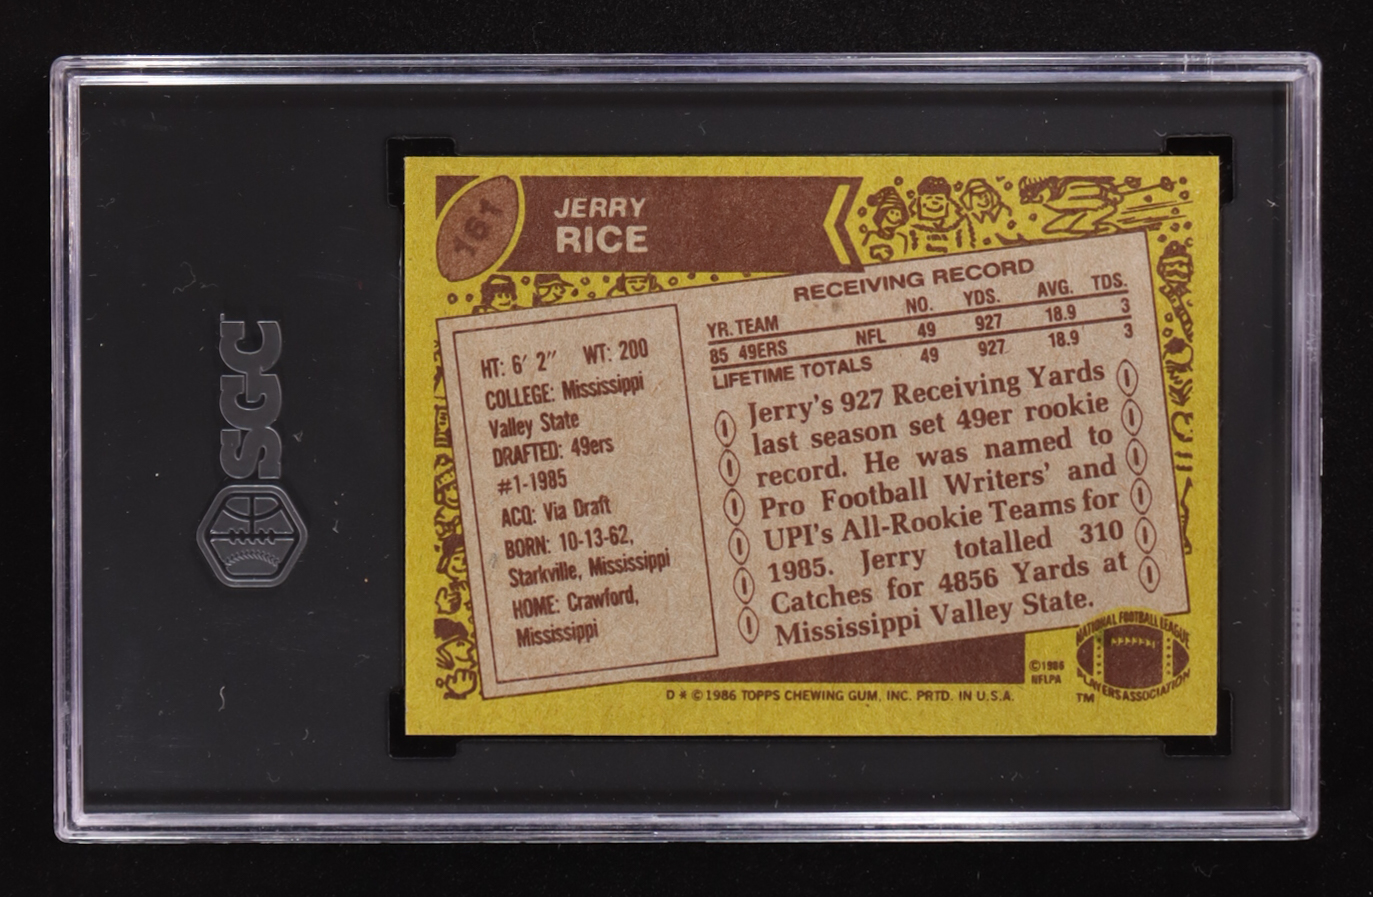 161
JERRY
RICE
RECEIVING RECORD
YR. TEAM NO. YDS. AVG. TDS.
85 49ERS NFL 49 927 18.9 3
LIFETIME TOTALS 49 927 18.9 3
HT: 6′ 2″ WT: 200
COLLEGE: Mississippi
Valley State
DRAFTED: 49ers
#1-1985
ACQ: Via Draft
BORN: 10-13-62,
Starkville, Mississippi
HOME: Crawford,
Mississippi
Jerry's 927 Receiving Yards
last season set 49er rookie
record. He was named to
Pro Football Writers' and
UPI's All-Rookie Teams for
1985. Jerry totalled 310
Catches for 4856 Yards at
Mississippi Valley State.
D * © 1986 TOPPS CHEWING GUM, INC. PRTD. IN U.S.A.
©1986
NFLPA
NATIONAL FOOTBALL LEAGUE
PLAYERS ASSOCIATION
TM
SGC